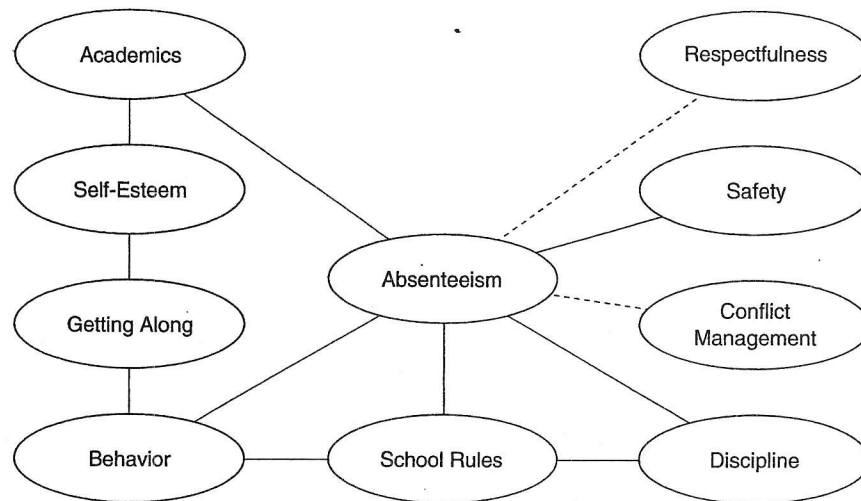 Academics
Respectfulness
Self-Esteem
Safety
Absenteeism
Getting Along
Conflict
Management
Behavior
School Rules
Discipline